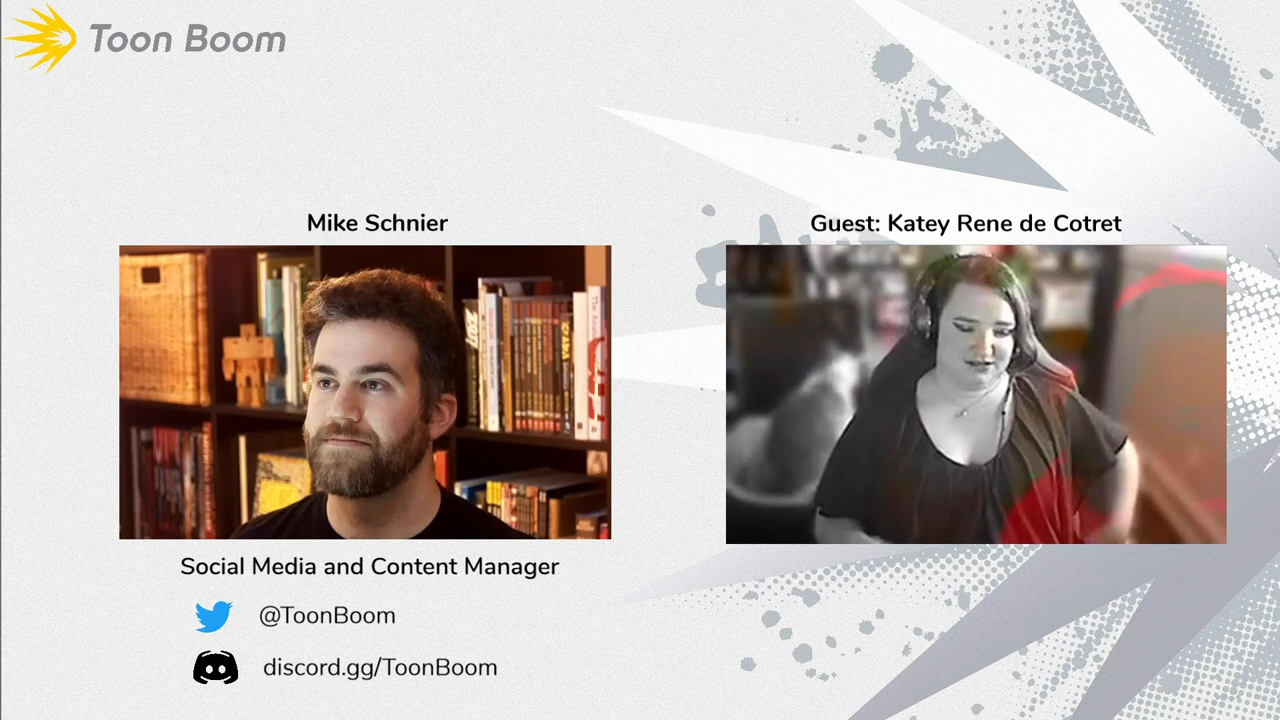 Toon Boom
Mike Schnier
Guest: Katey Rene de Cotret
Social Media and Content Manager
@ToonBoom
discord.gg/ToonBoom